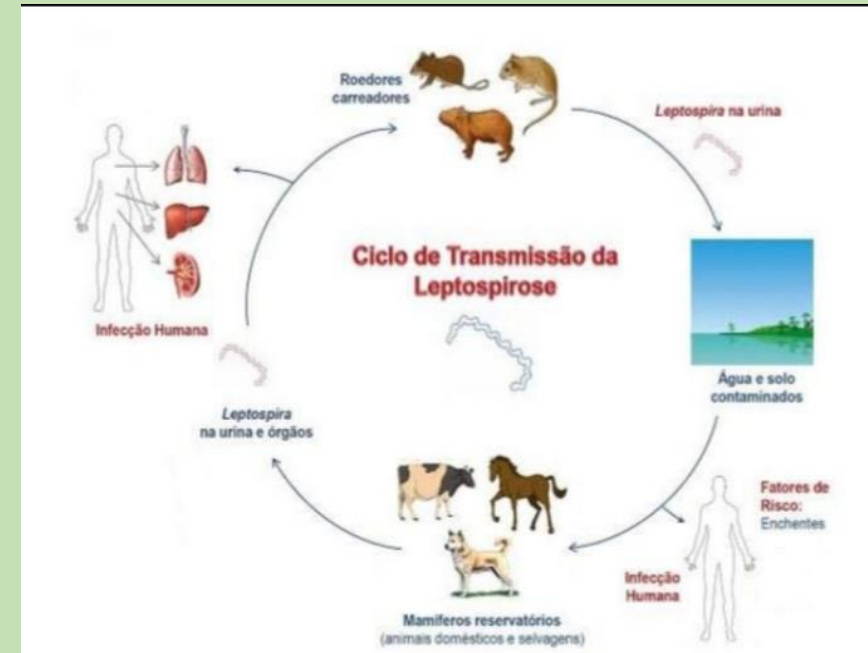 Roedores
carreadores
Leptospira na urina
Ciclo de Transmissão da
Leptospirose
Infecção Humana
Água e solo
contaminados
Leptospira
na urina e órgãos
Fatores de
Risco:
Enchentes
Infecção
Humana
Mamíferos reservatórios
(animais domésticos e selvagens)